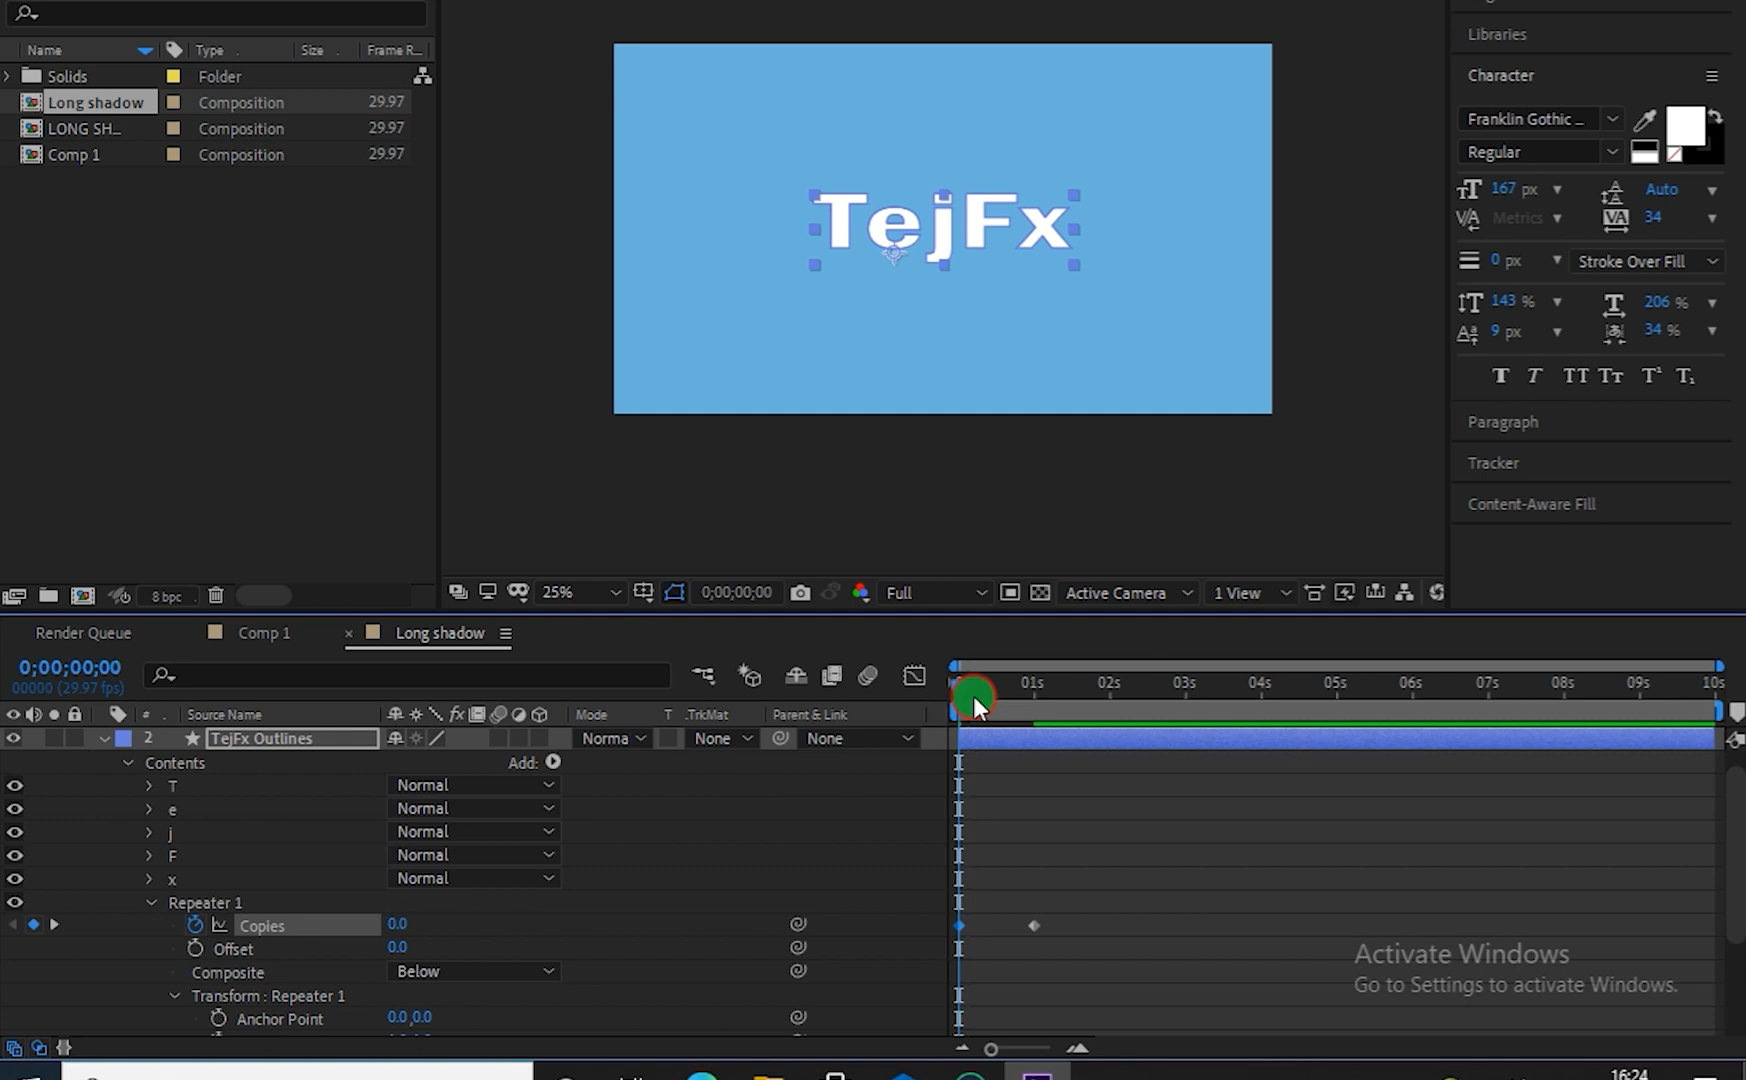 Name Type Size Frame R...
Solids Folder
Long shadow Composition 29.97
LONG SH... Composition 29.97
Comp 1 Composition 29.97
8 bpc
TejFx
25% 0;00;00;00 Full Active Camera 1 View
Libraries
Character
Franklin Gothic ...
Regular
167 px Auto
Metrics 34
0 px Stroke Over Fill
143 % 206 %
9 px 34 %
T T TT Tт T¹ T₁
Paragraph
Tracker
Content-Aware Fill
Render Queue Comp 1 × Long shadow
0;00;00;00
00000 (29.97 fps)
01s 02s 03s 04s 05s 06s 07s 08s 09s 10s
# Source Name fx Mode T .TrkMat Parent & Link
2 TejFx Outlines Norma None None
Contents Add:
T Normal
e Normal
j Normal
F Normal
x Normal
Repeater 1
Copies 0.0
Offset 0.0
Composite Below
Transform : Repeater 1
Anchor Point 0.0,0.0
Activate Windows
Go to Settings to activate Windows.
16:24